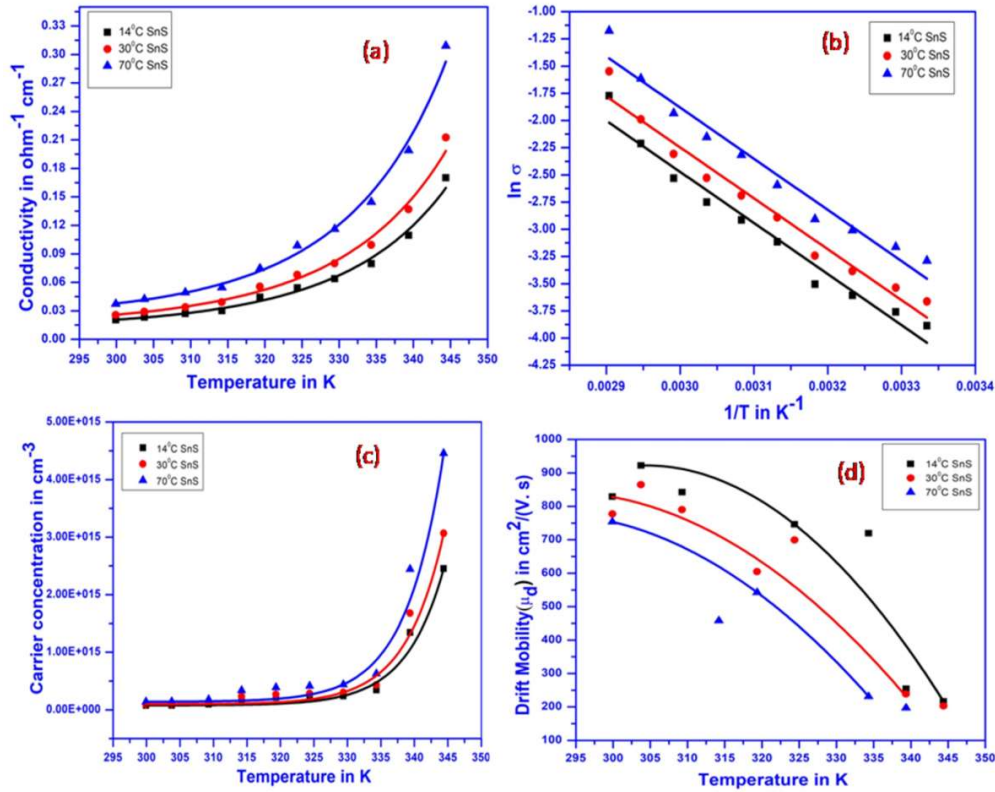 (a)
14⁰C SnS
30⁰C SnS
70⁰C SnS
Conductivity in ohm⁻¹ cm⁻¹
0.33
0.30
0.27
0.24
0.21
0.18
0.15
0.12
0.09
0.06
0.03
0.00
295 300 305 310 315 320 325 330 335 340 345 350
Temperature in K
(b)
14⁰C SnS
30⁰C SnS
70⁰C SnS
ln σ
-1.00
-1.25
-1.50
-1.75
-2.00
-2.25
-2.50
-2.75
-3.00
-3.25
-3.50
-3.75
-4.00
-4.25
0.0029 0.0030 0.0031 0.0032 0.0033 0.0034
1/T in K⁻¹
(c)
14⁰C SnS
30⁰C SnS
70⁰C SnS
Carrier concentration in cm⁻³
5.00E+015
4.00E+015
3.00E+015
2.00E+015
1.00E+015
0.00E+000
295 300 305 310 315 320 325 330 335 340 345 350
Temperature in K
(d)
14⁰C SnS
30⁰C SnS
70⁰C SnS
Drift Mobility(μd) in cm²/(V. s)
1000
900
800
700
600
500
400
300
200
100
295 300 305 310 315 320 325 330 335 340 345 350
Temperature in K